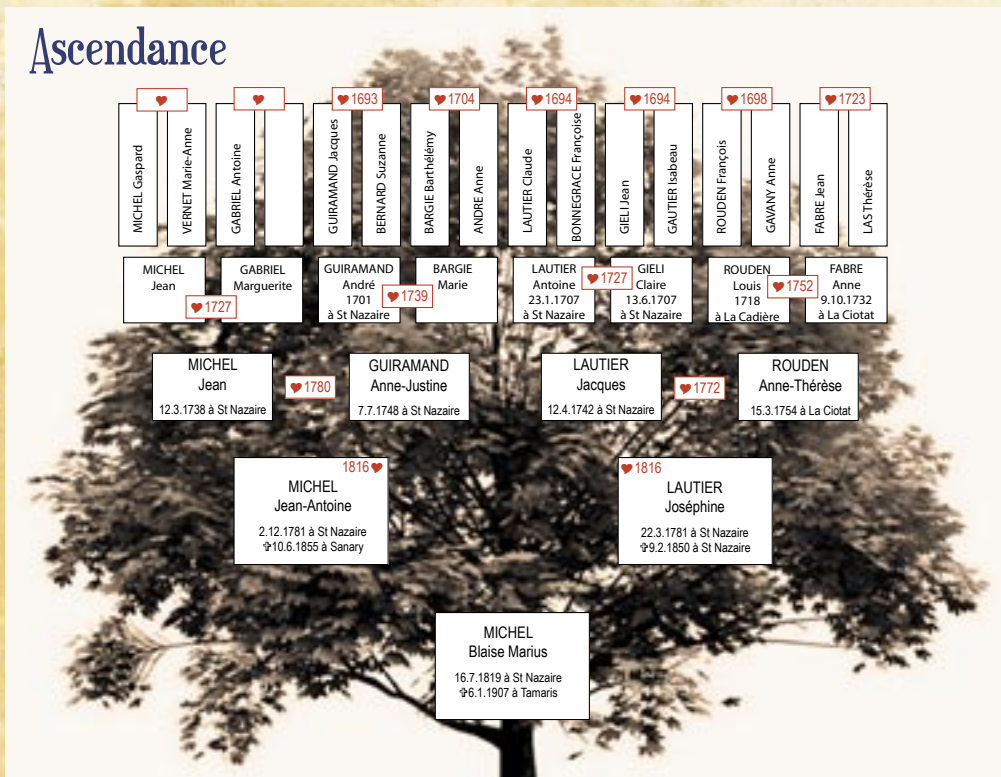 Ascendance
♥
♥
♥ 1693
♥ 1704
♥ 1694
♥ 1694
♥ 1698
♥ 1723
MICHEL Gaspard
VERNET Marie-Anne
GABRIEL Antoine
GUIRAMAND Jacques
BERNARD Suzanne
BARGIE Barthélémy
ANDRE Anne
LAUTIER Claude
BONNEGRACE Françoise
GIELI Jean
GAUTIER Isabeau
ROUDEN François
GAVANY Anne
FABRE Jean
LAS Thérèse
MICHEL
Jean
♥ 1727
GABRIEL
Marguerite
GUIRAMAND
André
1701
à St Nazaire
♥ 1739
BARGIE
Marie
LAUTIER
Antoine
23.1.1707
à St Nazaire
♥ 1727
GIELI
Claire
13.6.1707
à St Nazaire
ROUDEN
Louis
1718
à La Cadière
♥ 1752
FABRE
Anne
9.10.1732
à La Ciotat
MICHEL
Jean
12.3.1738 à St Nazaire
♥ 1780
GUIRAMAND
Anne-Justine
7.7.1748 à St Nazaire
LAUTIER
Jacques
12.4.1742 à St Nazaire
♥ 1772
ROUDEN
Anne-Thérèse
15.3.1754 à La Ciotat
1816 ♥
MICHEL
Jean-Antoine
2.12.1781 à St Nazaire
✞10.6.1855 à Sanary
♥ 1816
LAUTIER
Joséphine
22.3.1781 à St Nazaire
✞9.2.1850 à St Nazaire
MICHEL
Blaise Marius
16.7.1819 à St Nazaire
✞6.1.1907 à Tamaris